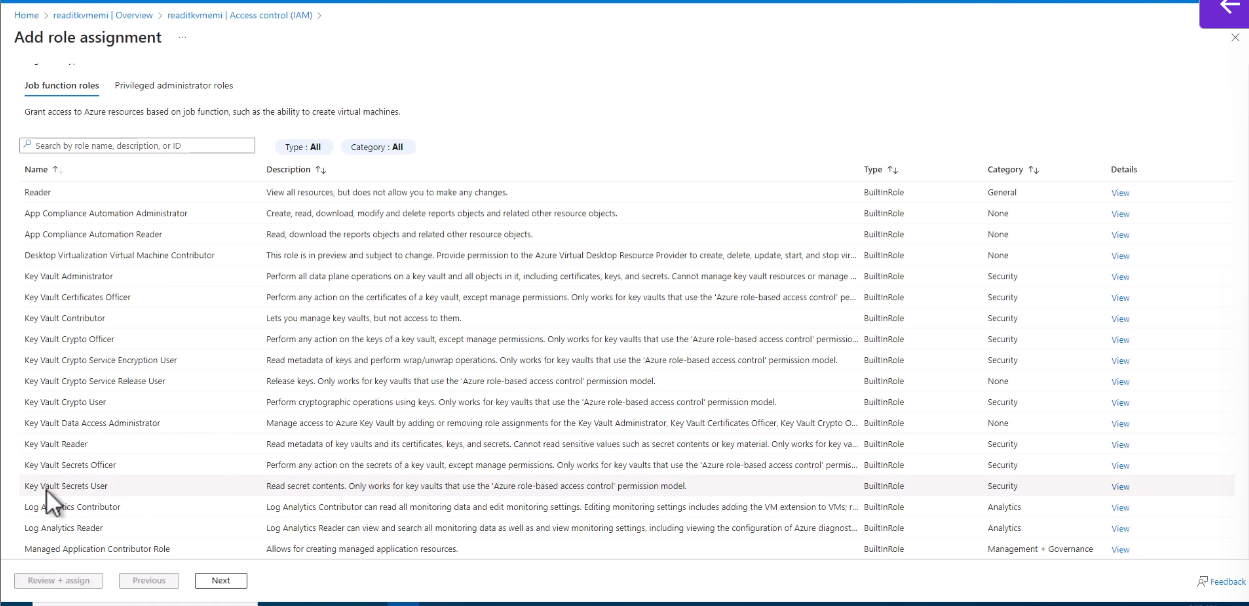 Home > readitkvmemi | Overview > readitkvmemi | Access control (IAM) >
Add role assignment ...
Job function roles Privileged administrator roles
Grant access to Azure resources based on job function, such as the ability to create virtual machines.
Search by role name, description, or ID Type : All Category : All
Name ↑↓ Description ↑↓ Type ↑↓ Category ↑↓ Details
Reader View all resources, but does not allow you to make any changes. BuiltInRole General View
App Compliance Automation Administrator Create, read, download, modify and delete reports objects and related other resource objects. BuiltInRole None View
App Compliance Automation Reader Read, download the reports objects and related other resource objects. BuiltInRole None View
Desktop Virtualization Virtual Machine Contributor This role is in preview and subject to change. Provide permission to the Azure Virtual Desktop Resource Provider to create, delete, update, start, and stop vir... BuiltInRole None View
Key Vault Administrator Perform all data plane operations on a key vault and all objects in it, including certificates, keys, and secrets. Cannot manage key vault resources or manage ... BuiltInRole Security View
Key Vault Certificates Officer Perform any action on the certificates of a key vault, except manage permissions. Only works for key vaults that use the 'Azure role-based access control' pe... BuiltInRole Security View
Key Vault Contributor Lets you manage key vaults, but not access to them. BuiltInRole Security View
Key Vault Crypto Officer Perform any action on the keys of a key vault, except manage permissions. Only works for key vaults that use the 'Azure role-based access control' permissio... BuiltInRole Security View
Key Vault Crypto Service Encryption User Read metadata of keys and perform wrap/unwrap operations. Only works for key vaults that use the 'Azure role-based access control' permission model. BuiltInRole Security View
Key Vault Crypto Service Release User Release keys. Only works for key vaults that use the 'Azure role-based access control' permission model. BuiltInRole None View
Key Vault Crypto User Perform cryptographic operations using keys. Only works for key vaults that use the 'Azure role-based access control' permission model. BuiltInRole Security View
Key Vault Data Access Administrator Manage access to Azure Key Vault by adding or removing role assignments for the Key Vault Administrator, Key Vault Certificates Officer, Key Vault Crypto O... BuiltInRole None View
Key Vault Reader Read metadata of key vaults and its certificates, keys, and secrets. Cannot read sensitive values such as secret contents or key material. Only works for key va... BuiltInRole Security View
Key Vault Secrets Officer Perform any action on the secrets of a key vault, except manage permissions. Only works for key vaults that use the 'Azure role-based access control' permis... BuiltInRole Security View
Key Vault Secrets User Read secret contents. Only works for key vaults that use the 'Azure role-based access control' permission model. BuiltInRole Security View
Log Analytics Contributor Log Analytics Contributor can read all monitoring data and edit monitoring settings. Editing monitoring settings includes adding the VM extension to VMs; r... BuiltInRole Analytics View
Log Analytics Reader Log Analytics Reader can view and search all monitoring data as well as and view monitoring settings, including viewing the configuration of Azure diagnost... BuiltInRole Analytics View
Managed Application Contributor Role Allows for creating managed application resources. BuiltInRole Management + Governance View
Review + assign Previous Next Feedback